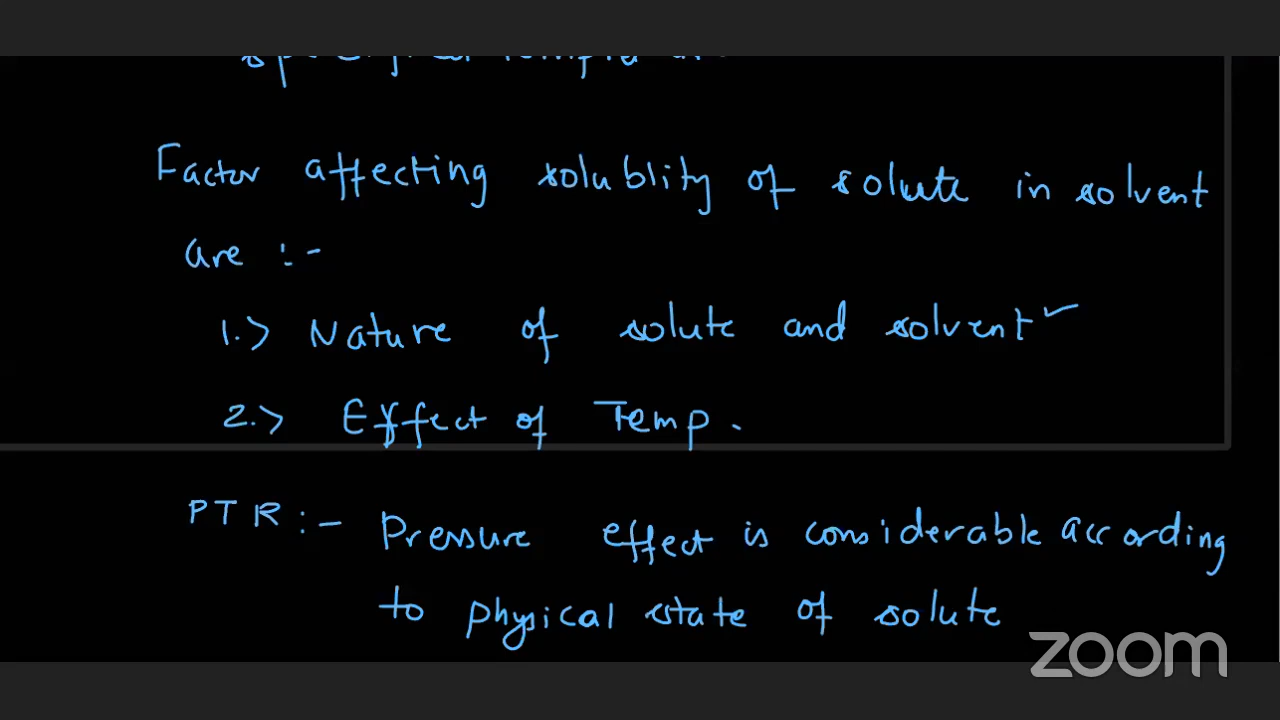 Factor affecting solublity of solute in solvent
are :-
1.> Nature of solute and solvent ✓
2.> Effect of Temp.
PTR :- Pressure effect is considerable according
to physical state of solute
zoom